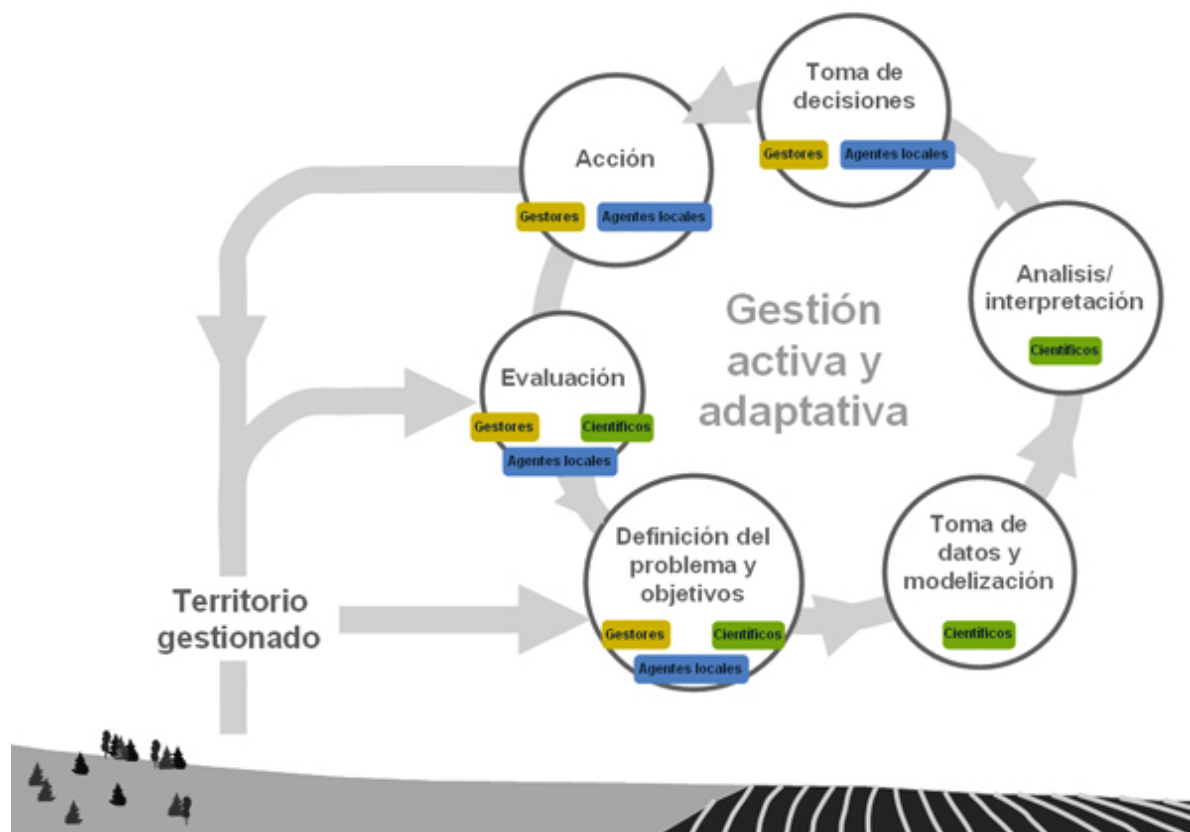 Toma de
decisiones
Gestores
Agentes locales
Acción
Gestores
Agentes locales
Analisis/
interpretación
Científicos
Gestión
activa y
adaptativa
Evaluación
Gestores
Científicos
Agentes locales
Definición del
problema y
objetivos
Gestores
Científicos
Agentes locales
Toma de
datos y
modelización
Científicos
Territorio
gestionado